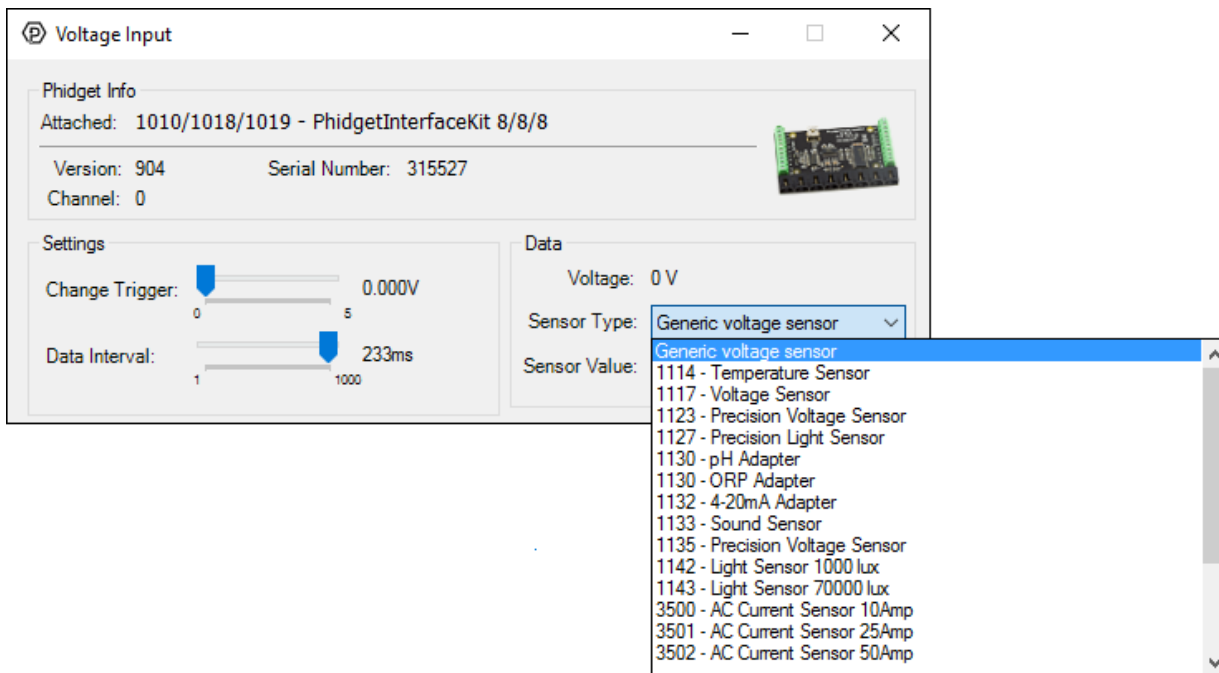 Voltage Input
Phidget Info
Attached: 1010/1018/1019 - PhidgetInterfaceKit 8/8/8
Version: 904 Serial Number: 315527
Channel: 0
Settings
Change Trigger: 0.000V
0 5
Data Interval: 233ms
1 1000
Data
Voltage: 0 V
Sensor Type: Generic voltage sensor
Sensor Value:
Generic voltage sensor
1114 - Temperature Sensor
1117 - Voltage Sensor
1123 - Precision Voltage Sensor
1127 - Precision Light Sensor
1130 - pH Adapter
1130 - ORP Adapter
1132 - 4-20mA Adapter
1133 - Sound Sensor
1135 - Precision Voltage Sensor
1142 - Light Sensor 1000 lux
1143 - Light Sensor 70000 lux
3500 - AC Current Sensor 10Amp
3501 - AC Current Sensor 25Amp
3502 - AC Current Sensor 50Amp